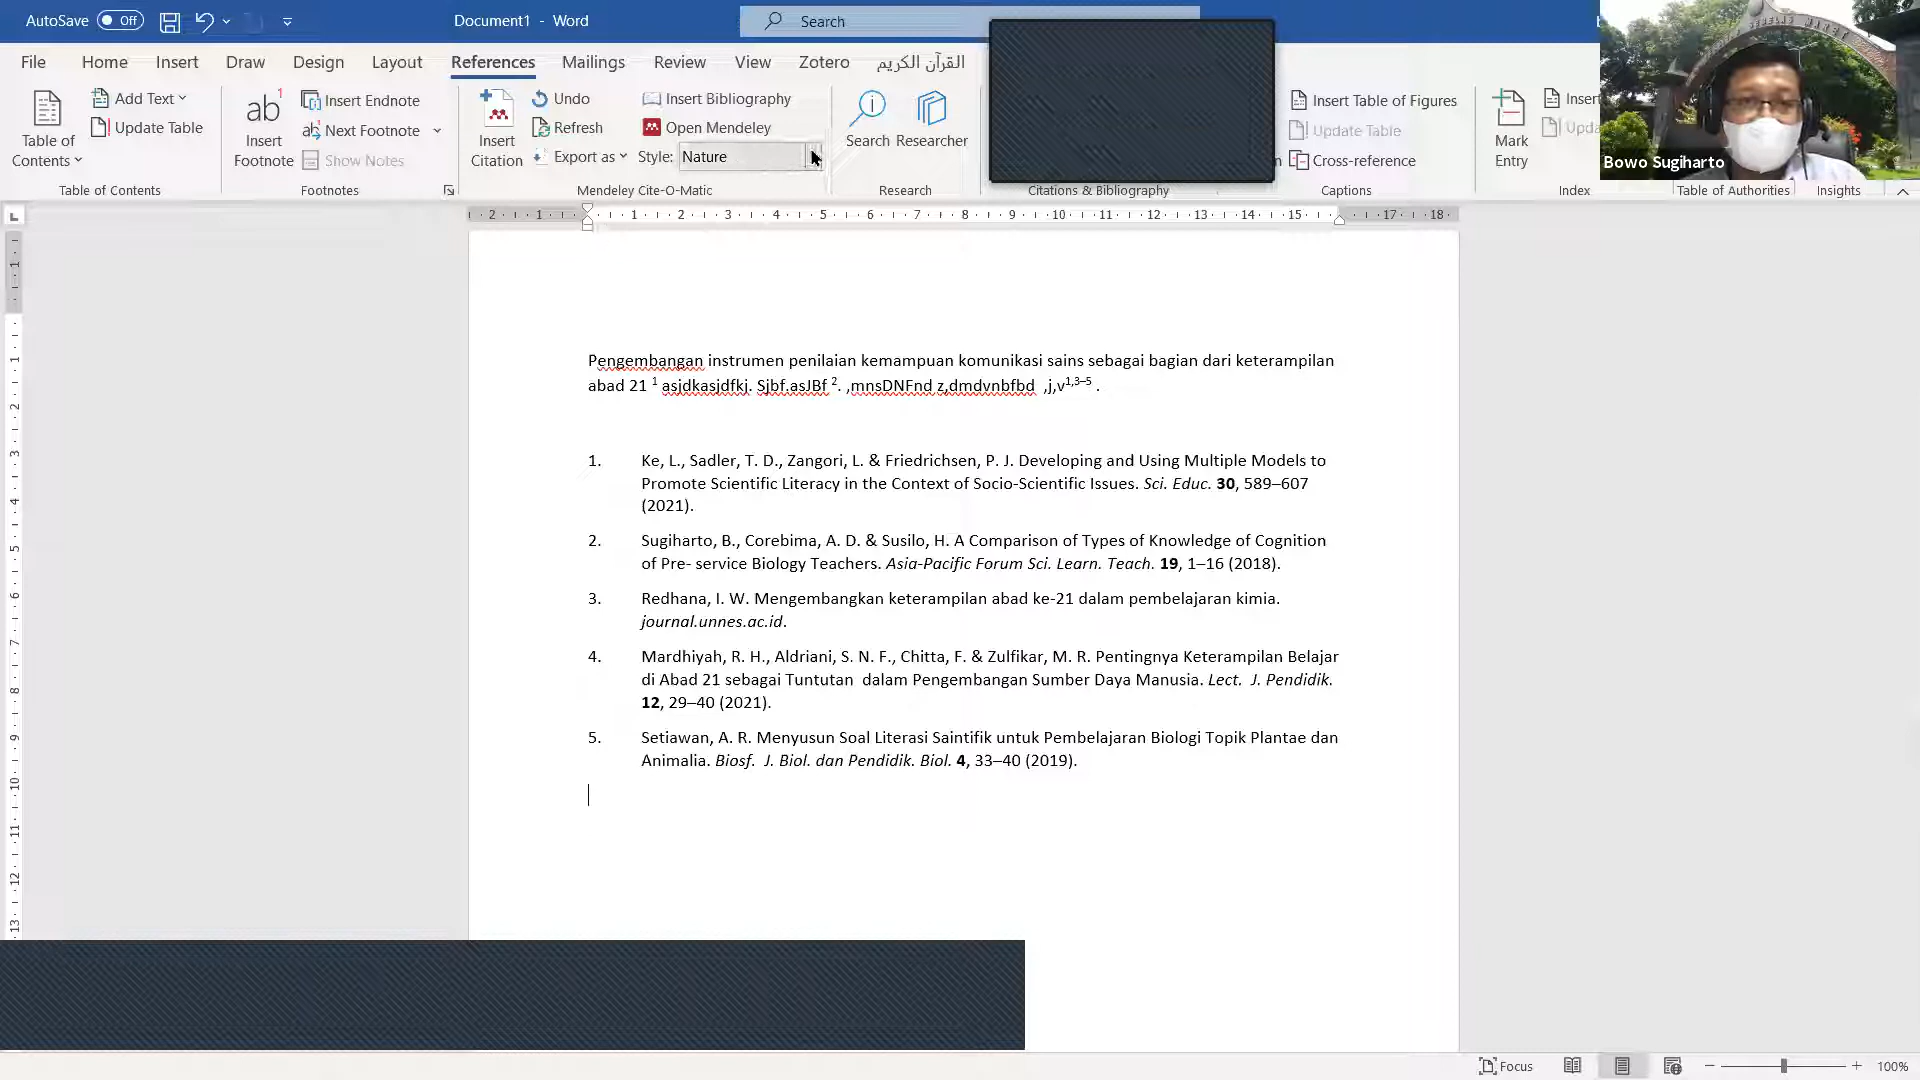 AutoSave Off Document1 - Word Search
File Home Insert Draw Design Layout References Mailings Review View Zotero القرآن الكريم
Table of Contents
Add Text
Update Table
Table of Contents
ab 1
Insert Footnote
Insert Endnote
Next Footnote
Show Notes
Footnotes
Insert Citation
Undo
Refresh
Export as
Insert Bibliography
Open Mendeley
Style: Nature
Mendeley Cite-O-Matic
Search
Researcher
Research
Citations & Bibliography
Insert Table of Figures
Update Table
Cross-reference
Captions
Mark Entry
Insert
Index
Table of Authorities
Insights
Bowo Sugiharto
Pengembangan instrumen penilaian kemampuan komunikasi sains sebagai bagian dari keterampilan
abad 21 1 asjdkasjdfkj. Sjbf.asJBf 2. ,mnsDNFnd z,dmdvnbfbd ,j,v1,3–5 .
1. Ke, L., Sadler, T. D., Zangori, L. & Friedrichsen, P. J. Developing and Using Multiple Models to
Promote Scientific Literacy in the Context of Socio-Scientific Issues. Sci. Educ. 30, 589–607
(2021).
2. Sugiharto, B., Corebima, A. D. & Susilo, H. A Comparison of Types of Knowledge of Cognition
of Pre- service Biology Teachers. Asia-Pacific Forum Sci. Learn. Teach. 19, 1–16 (2018).
3. Redhana, I. W. Mengembangkan keterampilan abad ke-21 dalam pembelajaran kimia.
journal.unnes.ac.id.
4. Mardhiyah, R. H., Aldriani, S. N. F., Chitta, F. & Zulfikar, M. R. Pentingnya Keterampilan Belajar
di Abad 21 sebagai Tuntutan dalam Pengembangan Sumber Daya Manusia. Lect. J. Pendidik.
12, 29–40 (2021).
5. Setiawan, A. R. Menyusun Soal Literasi Saintifik untuk Pembelajaran Biologi Topik Plantae dan
Animalia. Biosf. J. Biol. dan Pendidik. Biol. 4, 33–40 (2019).
Focus 100%